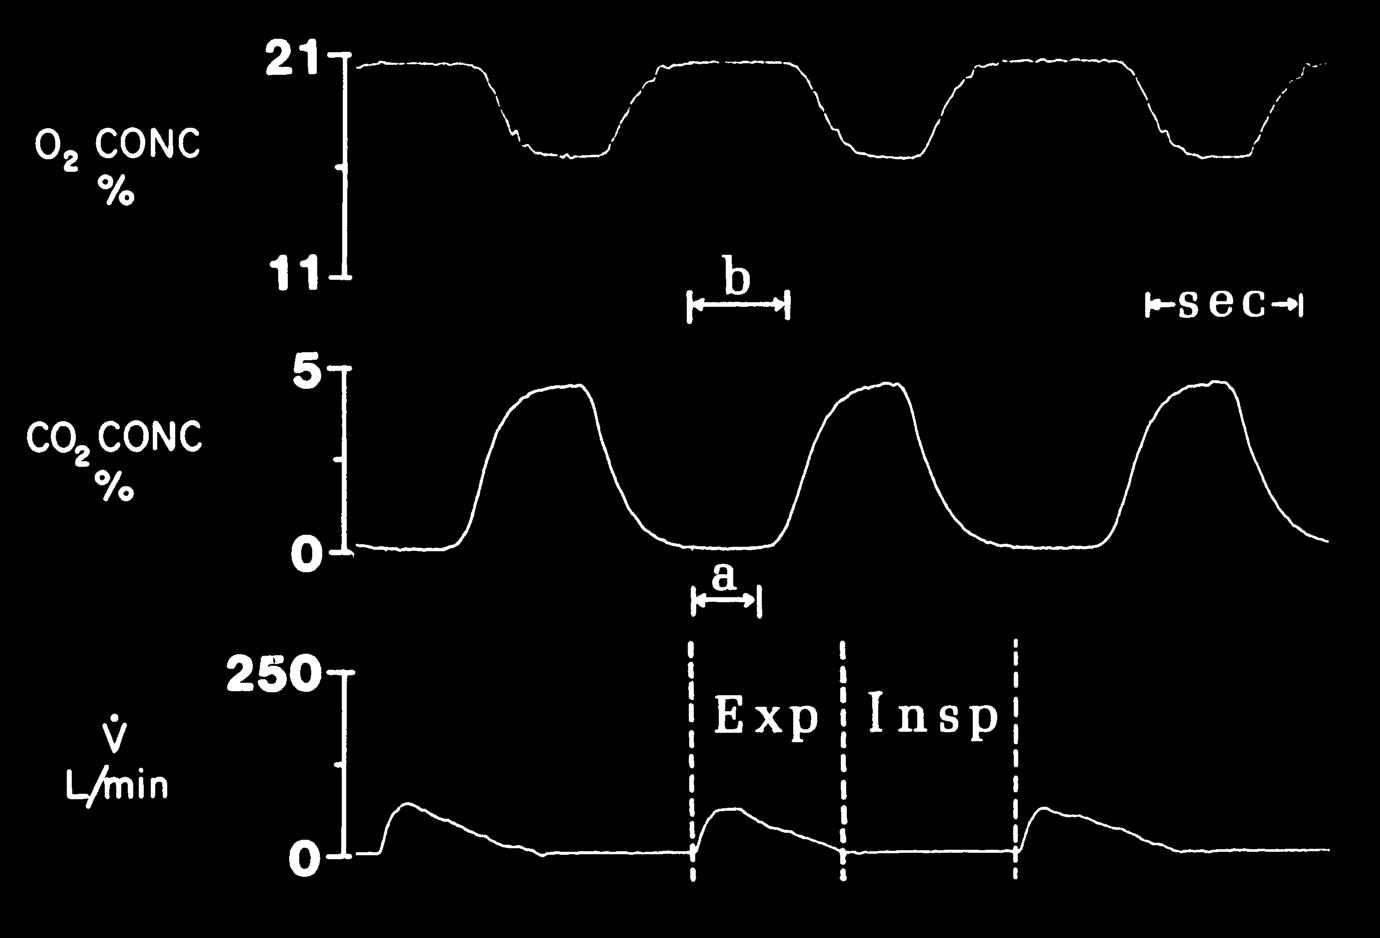 21
O₂ CONC
%
11
b
sec
5
CO₂ CONC
%
0
a
250
Exp
Insp
V̇
L/min
0